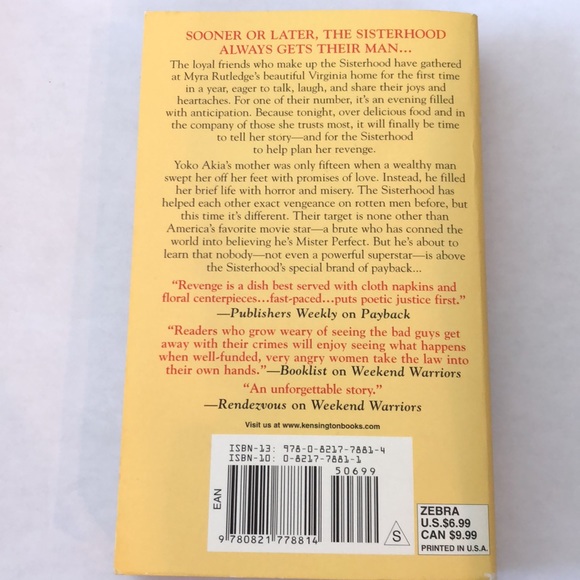 SOONER OR LATER, THE SISTERHOOD
ALWAYS GETS THEIR MAN...
The loyal friends who make up the Sisterhood have gathered
at Myra Rutledge's beautiful Virginia home for the first time
in a year, eager to talk, laugh, and share their joys and
heartaches. For one of their number, it's an evening filled
with anticipation. Because tonight, over delicious food and in
the company of those she trusts most, it will finally be time
to tell her story—and for the Sisterhood
to help plan her revenge.
Yoko Akia's mother was only fifteen when a wealthy man
swept her off her feet with promises of love. Instead, he filled
her brief life with horror and misery. The Sisterhood has
helped each other exact vengeance on rotten men before, but
this time it's different. Their target is none other than
America's favorite movie star—a brute who has conned the
world into believing he's Mister Perfect. But he's about to
learn that nobody—not even a powerful superstar—is above
the Sisterhood's special brand of payback...
"Revenge is a dish best served with cloth napkins and
floral centerpieces...fast-paced...puts poetic justice first."
—Publishers Weekly on Payback
"Readers who grow weary of seeing the bad guys get
away with their crimes will enjoy seeing what happens
when well-funded, very angry women take the law into
their own hands."—Booklist on Weekend Warriors
"An unforgettable story."
—Rendezvous on Weekend Warriors
Visit us at www.kensingtonbooks.com
ISBN-13: 978-0-8217-7881-4
ISBN-10: 0-8217-7881-1
50699
EAN
9 780821 778814
S
ZEBRA
U.S.$6.99
CAN $9.99
PRINTED IN U.S.A.